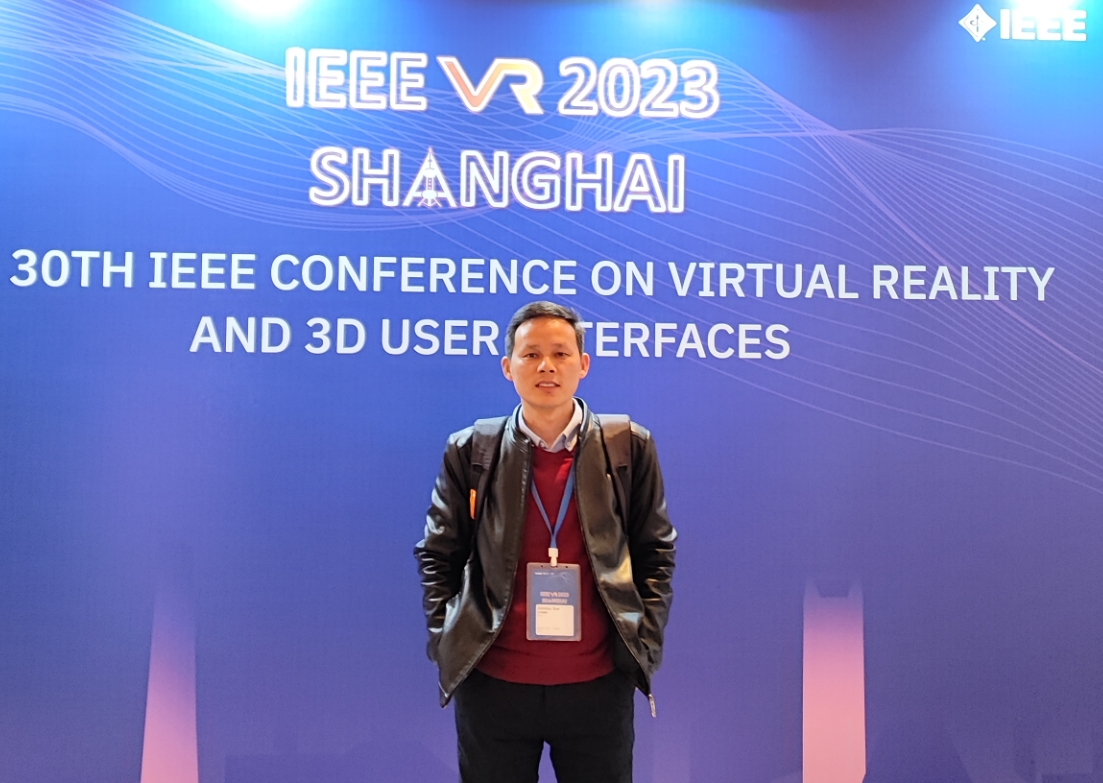 IEEE
IEEE VR 2023
SHANGHAI
30TH IEEE CONFERENCE ON VIRTUAL REALITY
AND 3D USER TERFACES